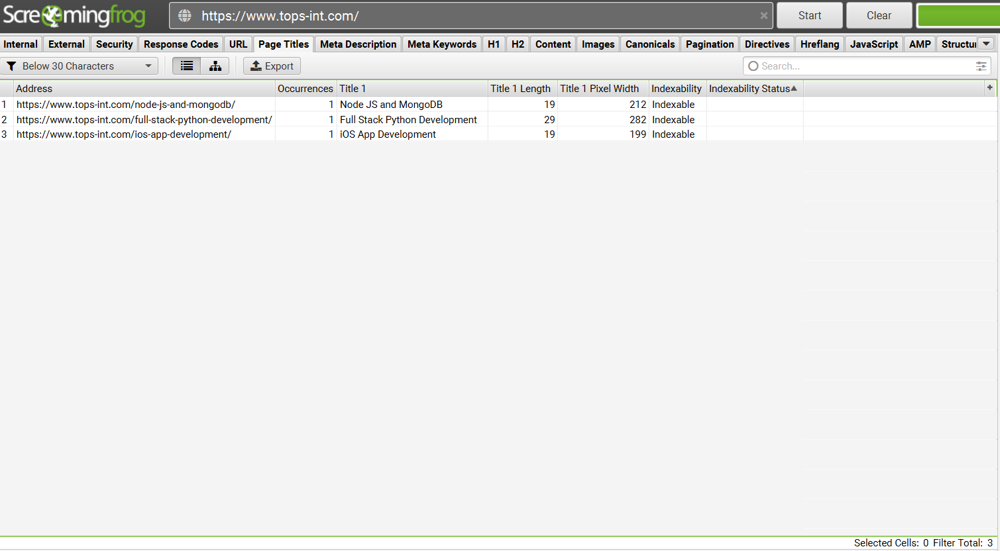 Screamingfrog https://www.tops-int.com/ × Start Clear
Internal External Security Response Codes URL Page Titles Meta Description Meta Keywords H1 H2 Content Images Canonicals Pagination Directives Hreflang JavaScript AMP Structu
Below 30 Characters Export Search...
Address Occurrences Title 1 Title 1 Length Title 1 Pixel Width Indexability Indexability Status +
1 https://www.tops-int.com/node-js-and-mongodb/ 1 Node JS and MongoDB 19 212 Indexable
2 https://www.tops-int.com/full-stack-python-development/ 1 Full Stack Python Development 29 282 Indexable
3 https://www.tops-int.com/ios-app-development/ 1 iOS App Development 19 199 Indexable
Selected Cells: 0 Filter Total: 3